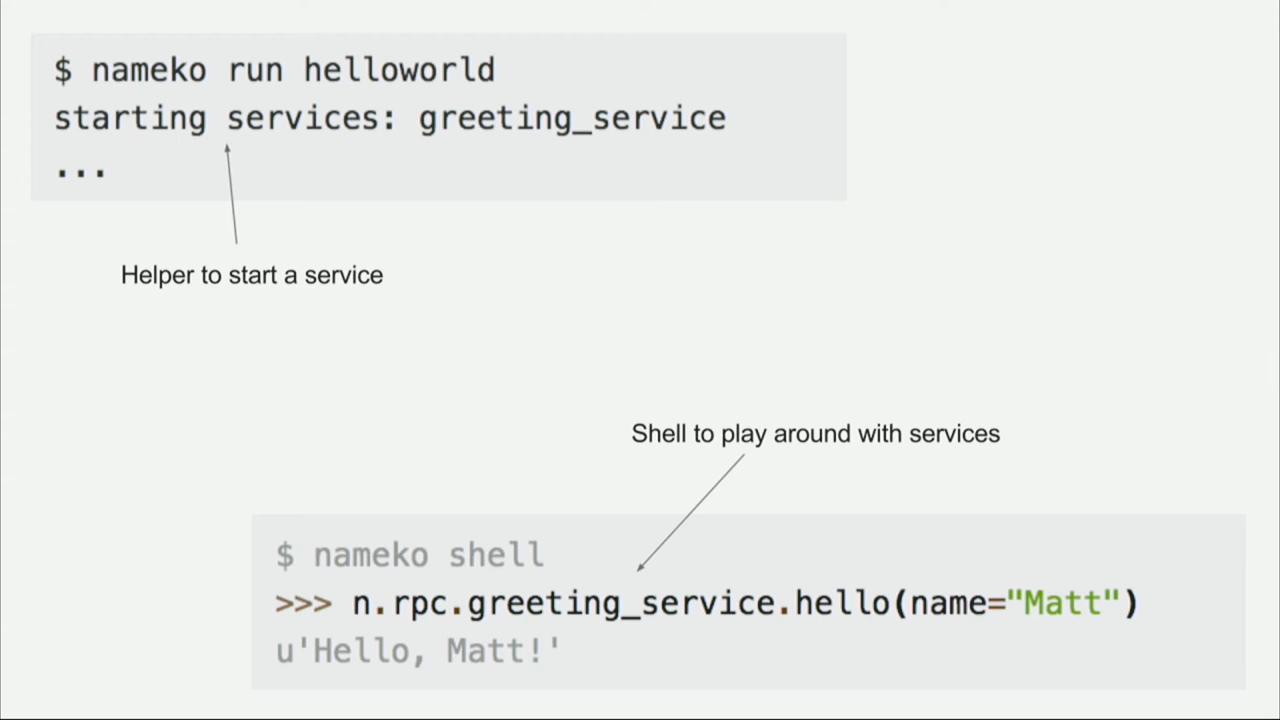 $ nameko run helloworld
starting services: greeting_service
...
Helper to start a service
Shell to play around with services
$ nameko shell
>>> n.rpc.greeting_service.hello(name="Matt")
u'Hello, Matt!'